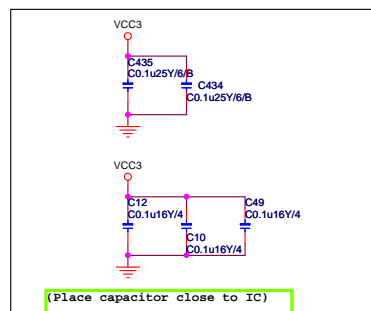 VCC3
C435
C0.1u25Y/6/B
C434
C0.1u25Y/6/B
VCC3
C12
C0.1u16Y/4
C49
C0.1u16Y/4
C10
C0.1u16Y/4
(Place capacitor close to IC)